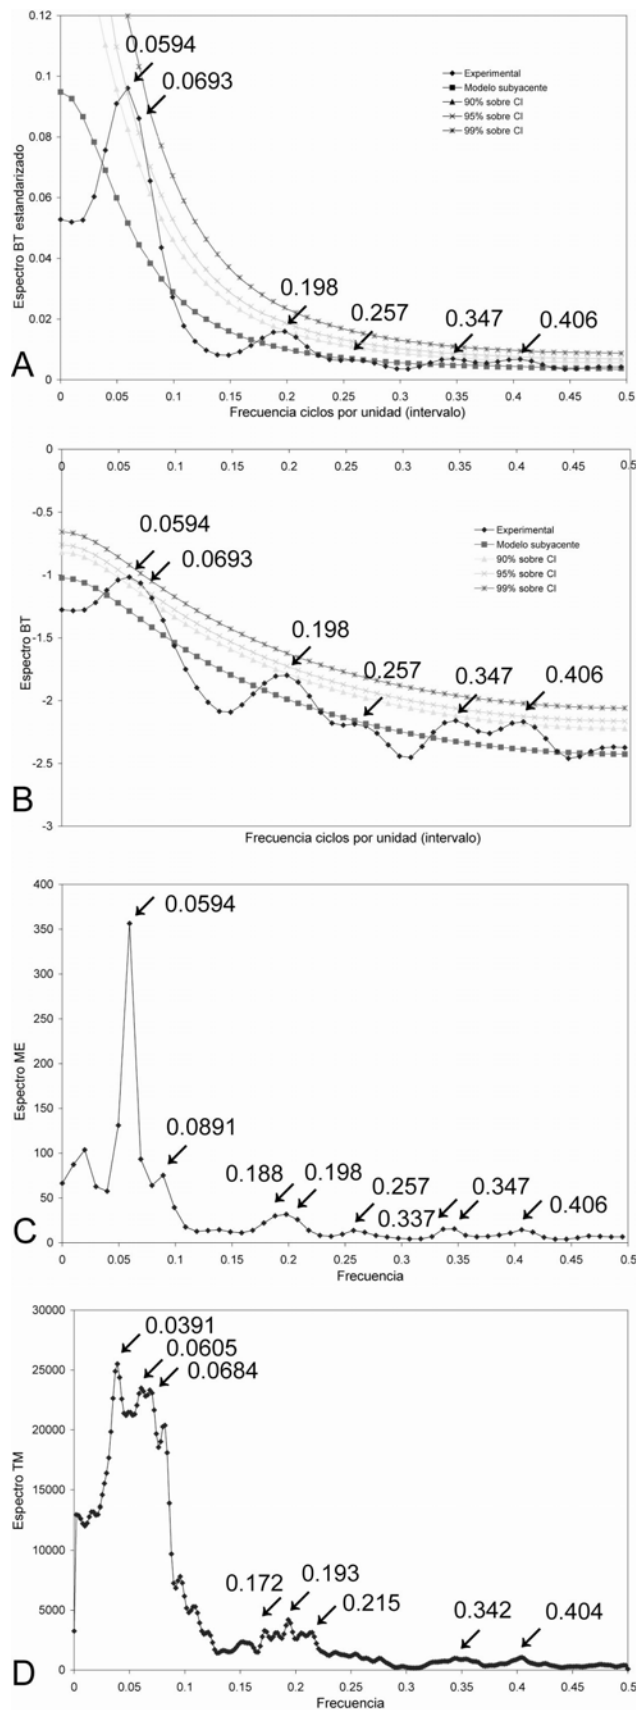 0.12
0.1
0.08
0.06
0.04
0.02
0
Espectro BT estandarizado
0.0594
0.0693
0.198
0.257
0.347
0.406
Experimental
Modelo subyacente
90% sobre CI
95% sobre CI
99% sobre CI
0 0.05 0.1 0.15 0.2 0.25 0.3 0.35 0.4 0.45 0.5
Frecuencia ciclos por unidad (intervalo)
A
0
-0.5
-1
-1.5
-2
-2.5
-3
0 0.05 0.1 0.15 0.2 0.25 0.3 0.35 0.4 0.45 0.5
Espectro BT
0.0594
0.0693
0.198
0.257
0.347
0.406
Experimental
Modelo subyacente
90% sobre CI
95% sobre CI
99% sobre CI
Frecuencia ciclos por unidad (intervalo)
B
400
350
300
250
200
150
100
50
0
Espectro ME
0.0594
0.0891
0.188
0.198
0.257
0.337
0.347
0.406
0 0.05 0.1 0.15 0.2 0.25 0.3 0.35 0.4 0.45 0.5
Frecuencia
C
30000
25000
20000
15000
10000
5000
0
Espectro TM
0.0391
0.0605
0.0684
0.172
0.193
0.215
0.342
0.404
0 0.05 0.1 0.15 0.2 0.25 0.3 0.35 0.4 0.45 0.5
Frecuencia
D